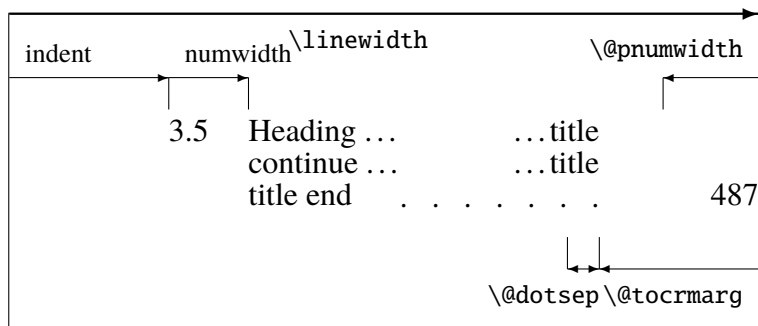 \linewidth
indent numwidth \@pnumwidth
3.5 Heading ... ...title
continue ... ...title
title end . . . . . . . 487
\@dotsep \@tocrmarg